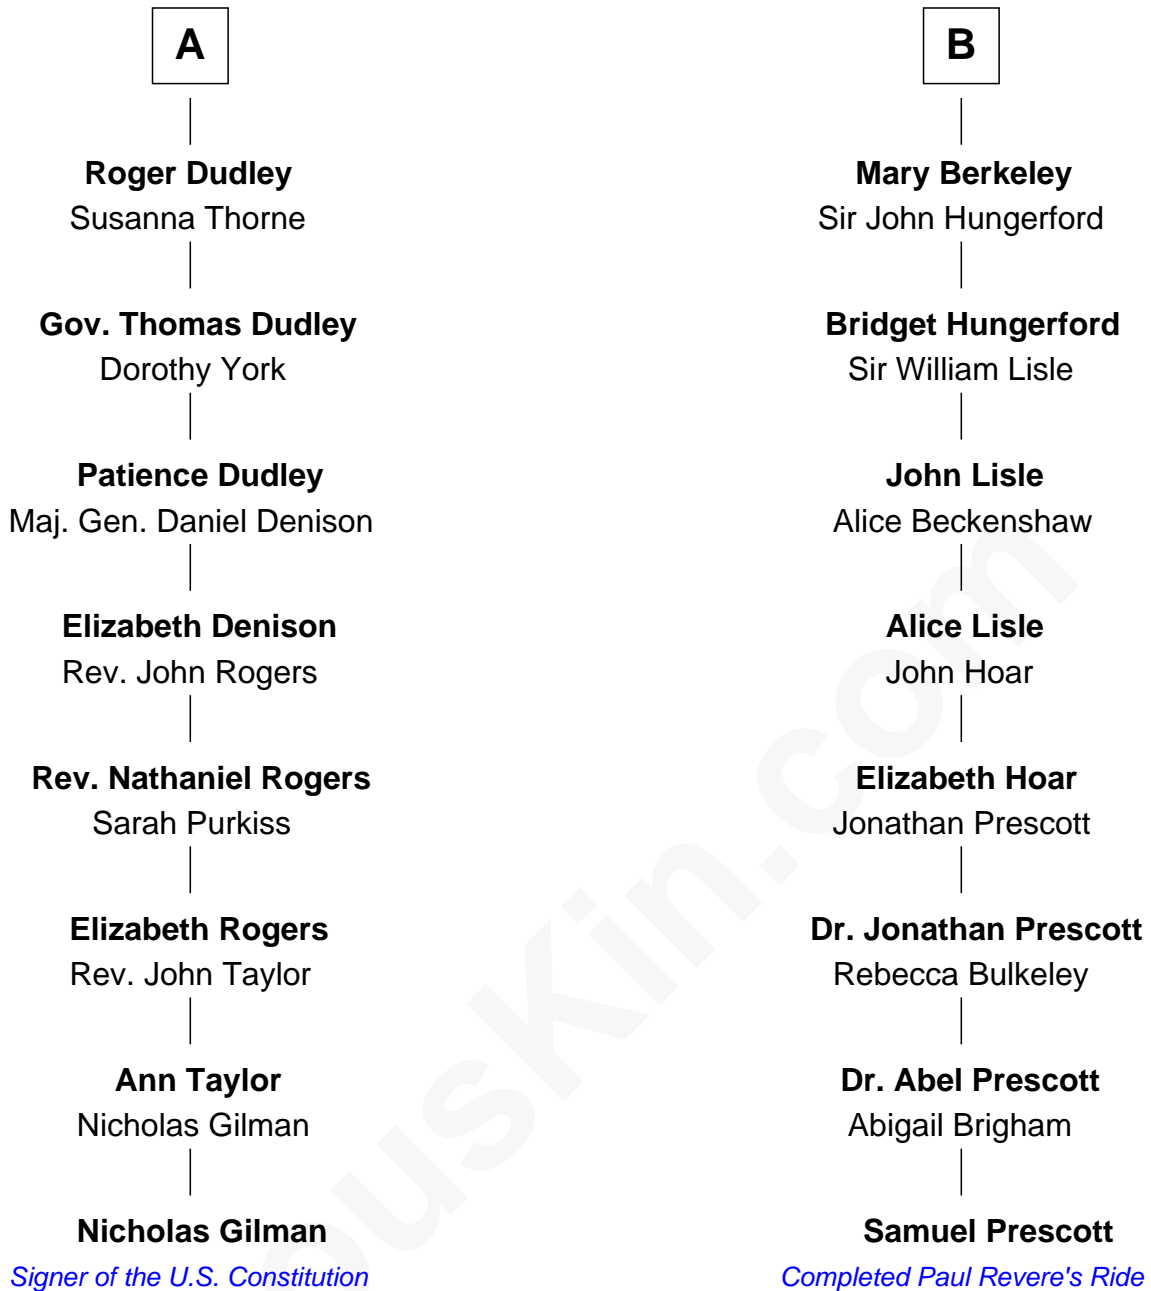 A
Roger Dudley
Susanna Thorne
Gov. Thomas Dudley
Dorothy York
Patience Dudley
Maj. Gen. Daniel Denison
Elizabeth Denison
Rev. John Rogers
Rev. Nathaniel Rogers
Sarah Purkiss
Elizabeth Rogers
Rev. John Taylor
Ann Taylor
Nicholas Gilman
Nicholas Gilman
Signer of the U.S. Constitution
B
Mary Berkeley
Sir John Hungerford
Bridget Hungerford
Sir William Lisle
John Lisle
Alice Beckenshaw
Alice Lisle
John Hoar
Elizabeth Hoar
Jonathan Prescott
Dr. Jonathan Prescott
Rebecca Bulkeley
Dr. Abel Prescott
Abigail Brigham
Samuel Prescott
Completed Paul Revere's Ride
ousKin.com